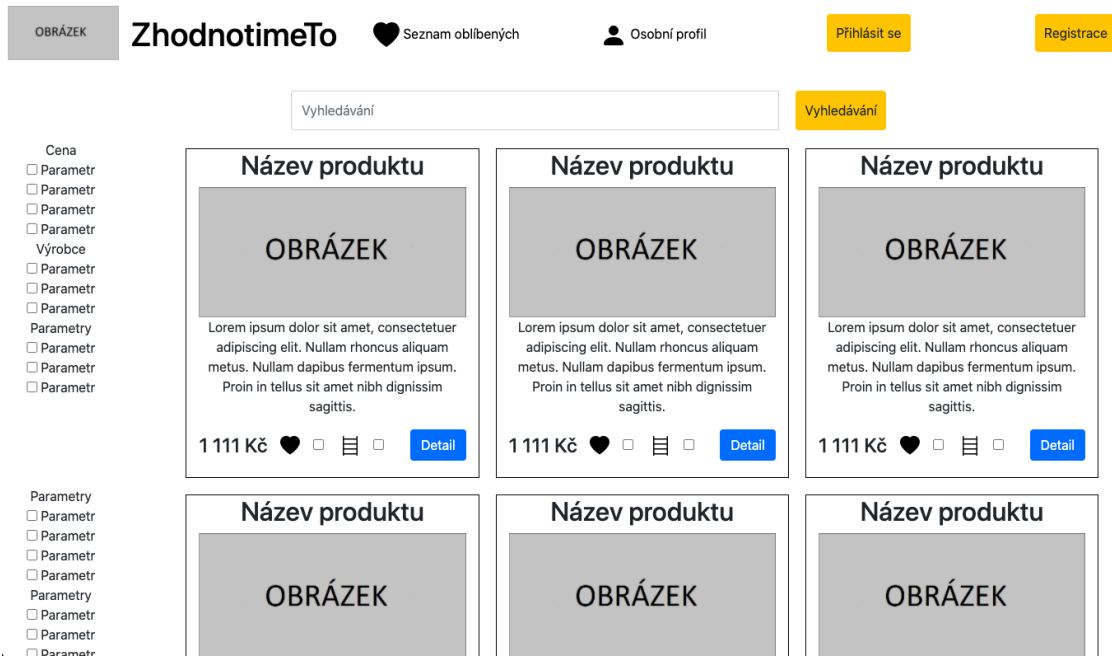 OBRÁZEK
ZhodnotimeTo
Seznam oblíbených
Osobní profil
Přihlásit se
Registrace
Vyhledávání
Vyhledávání
Cena
Parametr
Parametr
Parametr
Parametr
Výrobce
Parametr
Parametr
Parametr
Parametry
Parametr
Parametr
Parametr
Název produktu
OBRÁZEK
Lorem ipsum dolor sit amet, consectetuer
adipiscing elit. Nullam rhoncus aliquam
metus. Nullam dapibus fermentum ipsum.
Proin in tellus sit amet nibh dignissim
sagittis.
1 111 Kč
Detail
Název produktu
OBRÁZEK
Lorem ipsum dolor sit amet, consectetuer
adipiscing elit. Nullam rhoncus aliquam
metus. Nullam dapibus fermentum ipsum.
Proin in tellus sit amet nibh dignissim
sagittis.
1 111 Kč
Detail
Název produktu
OBRÁZEK
Lorem ipsum dolor sit amet, consectetuer
adipiscing elit. Nullam rhoncus aliquam
metus. Nullam dapibus fermentum ipsum.
Proin in tellus sit amet nibh dignissim
sagittis.
1 111 Kč
Detail
Parametry
Parametr
Parametr
Parametr
Parametr
Parametry
Parametr
Parametr
Parametr
Název produktu
OBRÁZEK
Název produktu
OBRÁZEK
Název produktu
OBRÁZEK